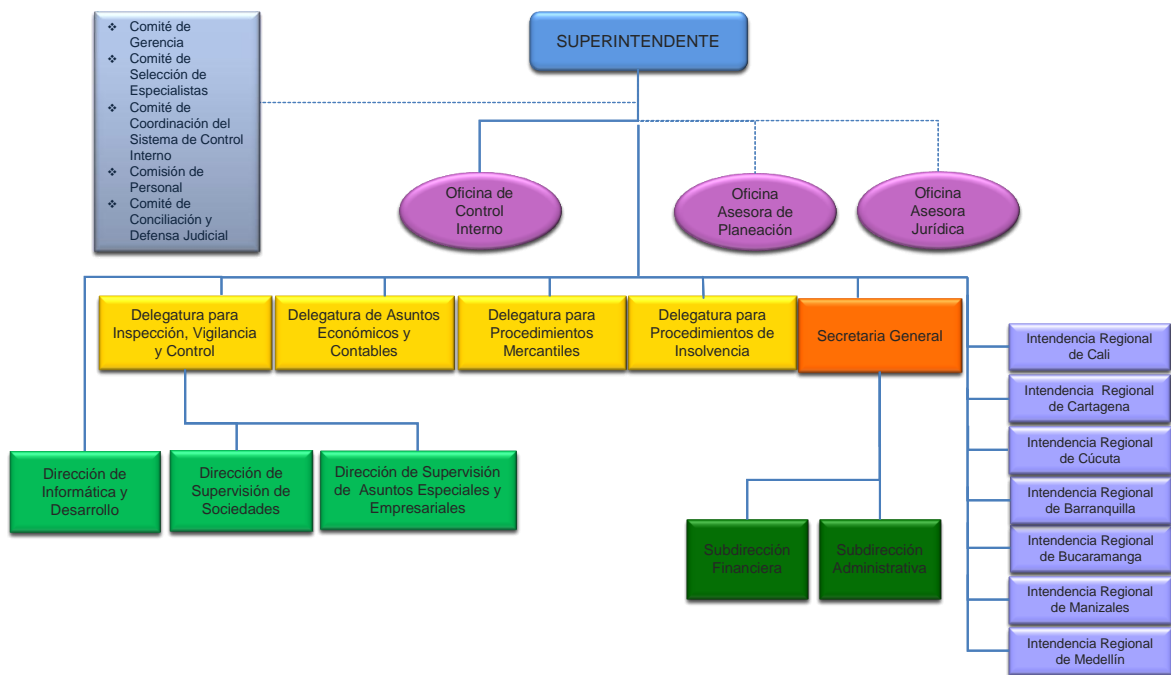 ❖ Comité de
Gerencia
❖ Comité de
Selección de
Especialistas
❖ Comité de
Coordinación del
Sistema de Control
Interno
❖ Comisión de
Personal
❖ Comité de
Conciliación y
Defensa Judicial
SUPERINTENDENTE
Oficina de
Control
Interno
Oficina
Asesora de
Planeación
Oficina
Asesora
Jurídica
Delegatura para
Inspección, Vigilancia
y Control
Delegatura de Asuntos
Económicos y
Contables
Delegatura para
Procedimientos
Mercantiles
Delegatura para
Procedimientos de
Insolvencia
Secretaria General
Dirección de
Informática y
Desarrollo
Dirección de
Supervisión de
Sociedades
Dirección de Supervisión
de Asuntos Especiales y
Empresariales
Subdirección
Financiera
Subdirección
Administrativa
Intendencia Regional
de Cali
Intendencia Regional
de Cartagena
Intendencia Regional
de Cúcuta
Intendencia Regional
de Barranquilla
Intendencia Regional
de Bucaramanga
Intendencia Regional
de Manizales
Intendencia Regional
de Medellín